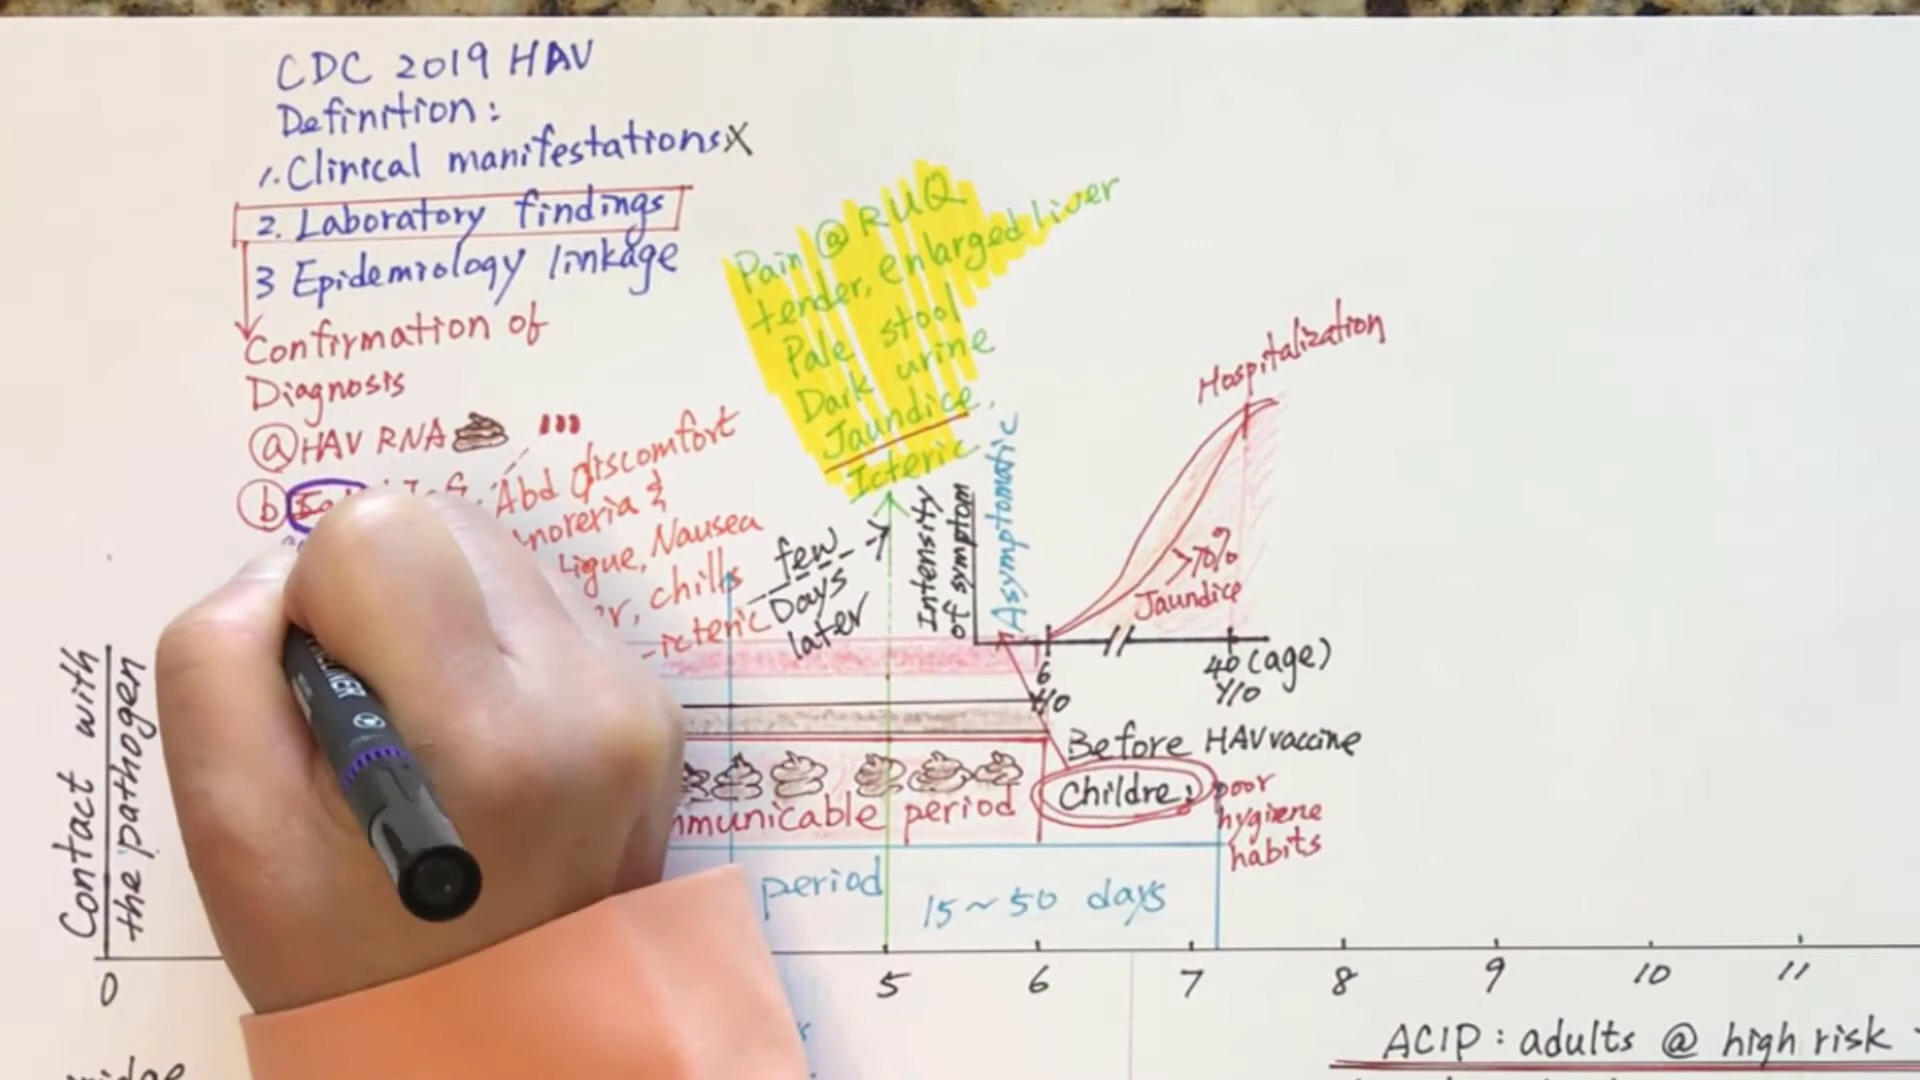 CDC 2019 HAV
Definition:
1. Clinical manifestations X
2. Laboratory findings
3 Epidemiology linkage
Confirmation of
Diagnosis
ⓐ HAV RNA
ⓑ
Abd discomfort
Nausea
chills
few
Days
later
Pain @ RUQ
tender, enlarged liver
Pale stool
Dark urine
Jaundice.
Icteric
Intensity
of symptom
Asymptomatic
Hospitalization
>70%
Jaundice
6
Y/O
40 (age)
Y/O
Before HAV vaccine
poor
hygiene
habits
period
period
15~50 days
Contact with
the pathogen
0 5 6 7 8 9 10 11
ACIP: adults @ high risk